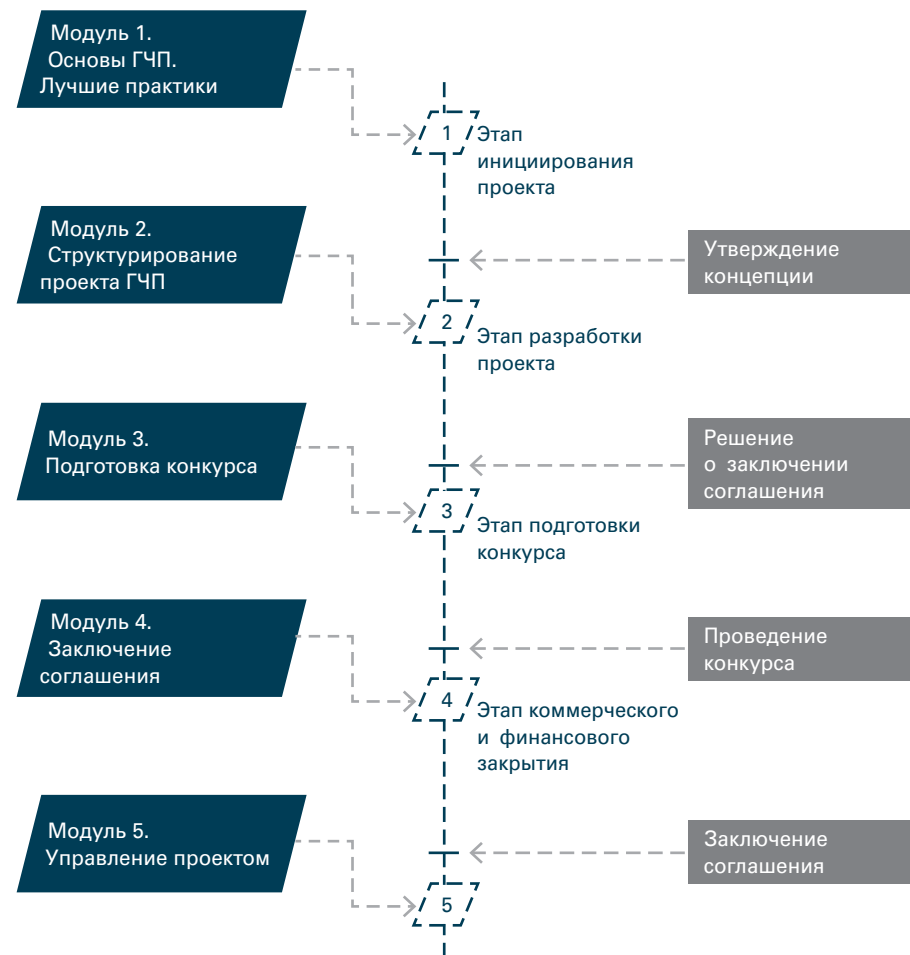 Модуль 1.
Основы ГЧП.
Лучшие практики
1
Этап
инициирования
проекта
Модуль 2.
Структурирование
проекта ГЧП
Утверждение
концепции
2
Этап разработки
проекта
Модуль 3.
Подготовка конкурса
Решение
о заключении
соглашения
3
Этап подготовки
конкурса
Модуль 4.
Заключение
соглашения
Проведение
конкурса
4
Этап коммерческого
и финансового
закрытия
Модуль 5.
Управление проектом
Заключение
соглашения
5